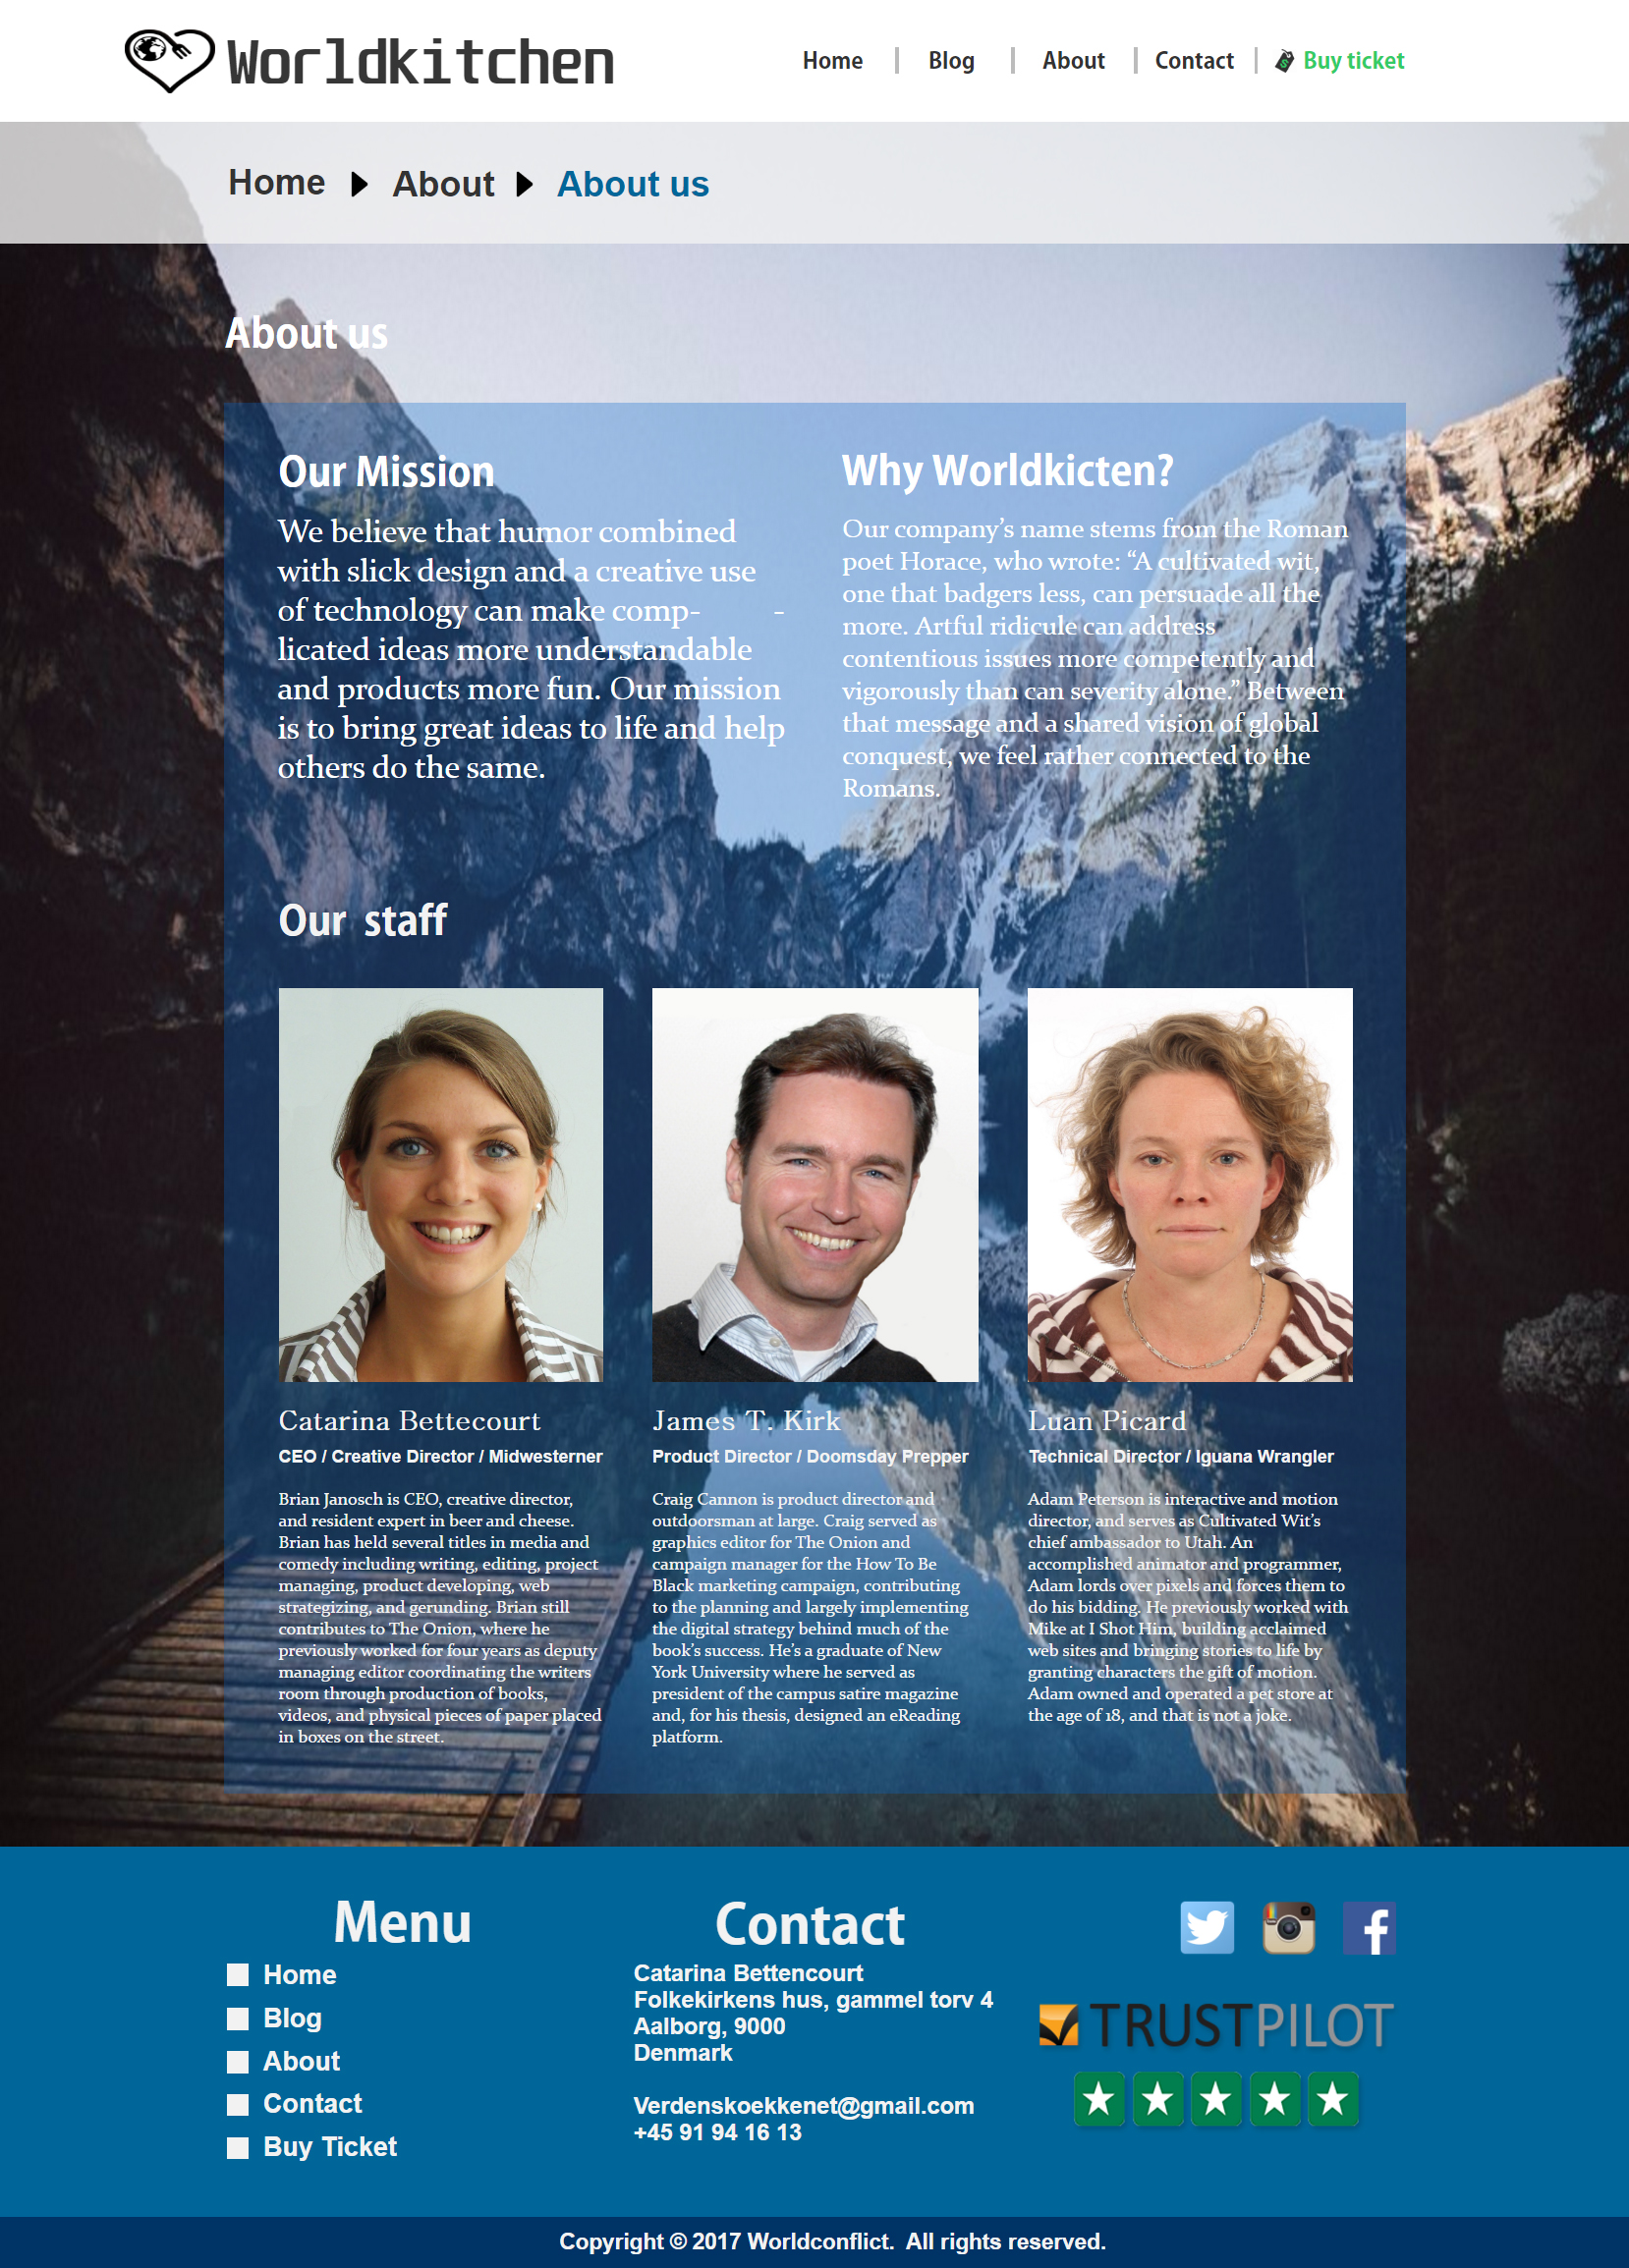 Worldkitchen
Home
Blog
About
Contact
Buy ticket
Home
About
About us
About us
Our Mission
We believe that humor combined
with slick design and a creative use
of technology can make comp- -
licated ideas more understandable
and products more fun. Our mission
is to bring great ideas to life and help
others do the same.
Why Worldkicten?
Our company’s name stems from the Roman
poet Horace, who wrote: “A cultivated wit,
one that badgers less, can persuade all the
more. Artful ridicule can address
contentious issues more competently and
vigorously than can severity alone.” Between
that message and a shared vision of global
conquest, we feel rather connected to the
Romans.
Our staff
Catarina Bettecourt
CEO / Creative Director / Midwesterner
Brian Janosch is CEO, creative director,
and resident expert in beer and cheese.
Brian has held several titles in media and
comedy including writing, editing, project
managing, product developing, web
strategizing, and gerunding. Brian still
contributes to The Onion, where he
previously worked for four years as deputy
managing editor coordinating the writers
room through production of books,
videos, and physical pieces of paper placed
in boxes on the street.
James T. Kirk
Product Director / Doomsday Prepper
Craig Cannon is product director and
outdoorsman at large. Craig served as
graphics editor for The Onion and
campaign manager for the How To Be
Black marketing campaign, contributing
to the planning and largely implementing
the digital strategy behind much of the
book’s success. He’s a graduate of New
York University where he served as
president of the campus satire magazine
and, for his thesis, designed an eReading
platform.
Luan Picard
Technical Director / Iguana Wrangler
Adam Peterson is interactive and motion
director, and serves as Cultivated Wit’s
chief ambassador to Utah. An
accomplished animator and programmer,
Adam lords over pixels and forces them to
do his bidding. He previously worked with
Mike at I Shot Him, building acclaimed
web sites and bringing stories to life by
granting characters the gift of motion.
Adam owned and operated a pet store at
the age of 18, and that is not a joke.
Menu
Home
Blog
About
Contact
Buy Ticket
Contact
Catarina Bettencourt
Folkekirkens hus, gammel torv 4
Aalborg, 9000
Denmark
Verdenskoekkenet@gmail.com
+45 91 94 16 13
TRUSTPILOT
Copyright © 2017 Worldconflict. All rights reserved.